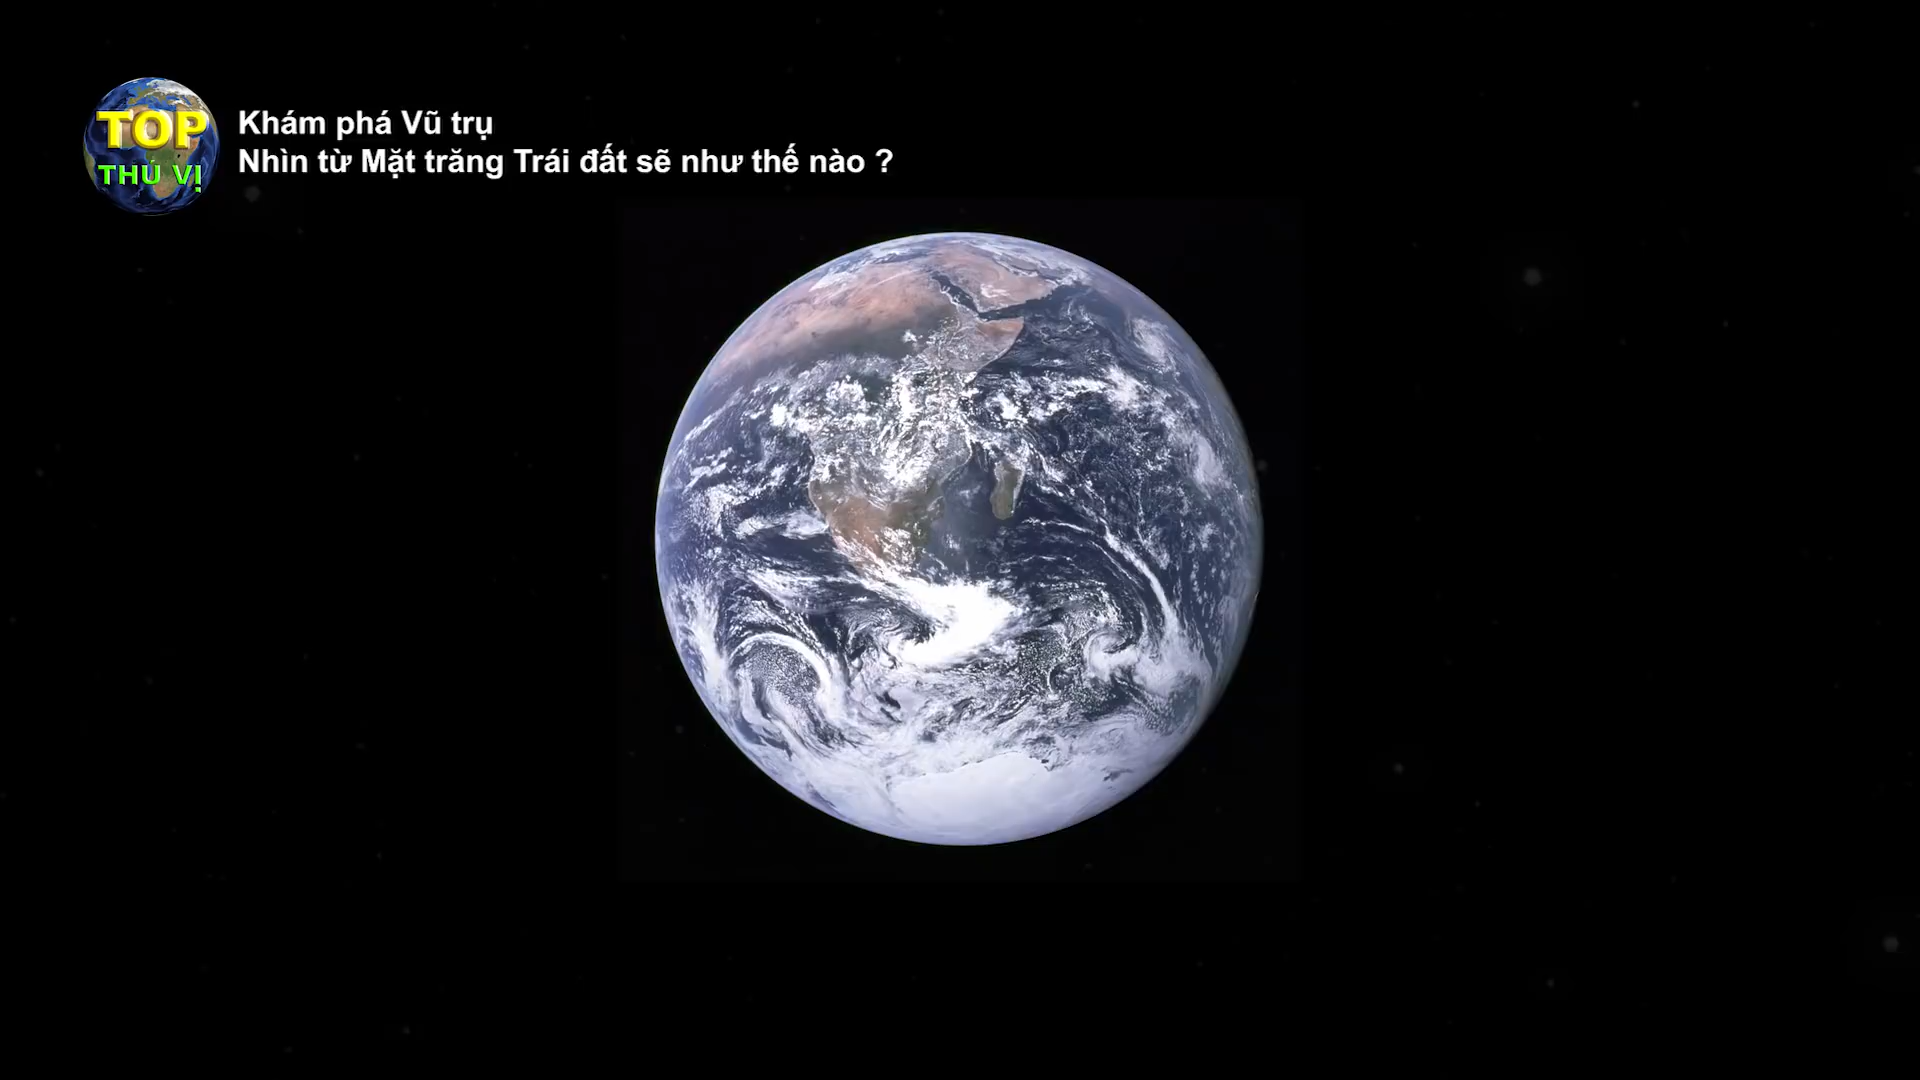 TOP
THÚ VỊ
Khám phá Vũ trụ
Nhìn từ Mặt trăng Trái đất sẽ như thế nào ?